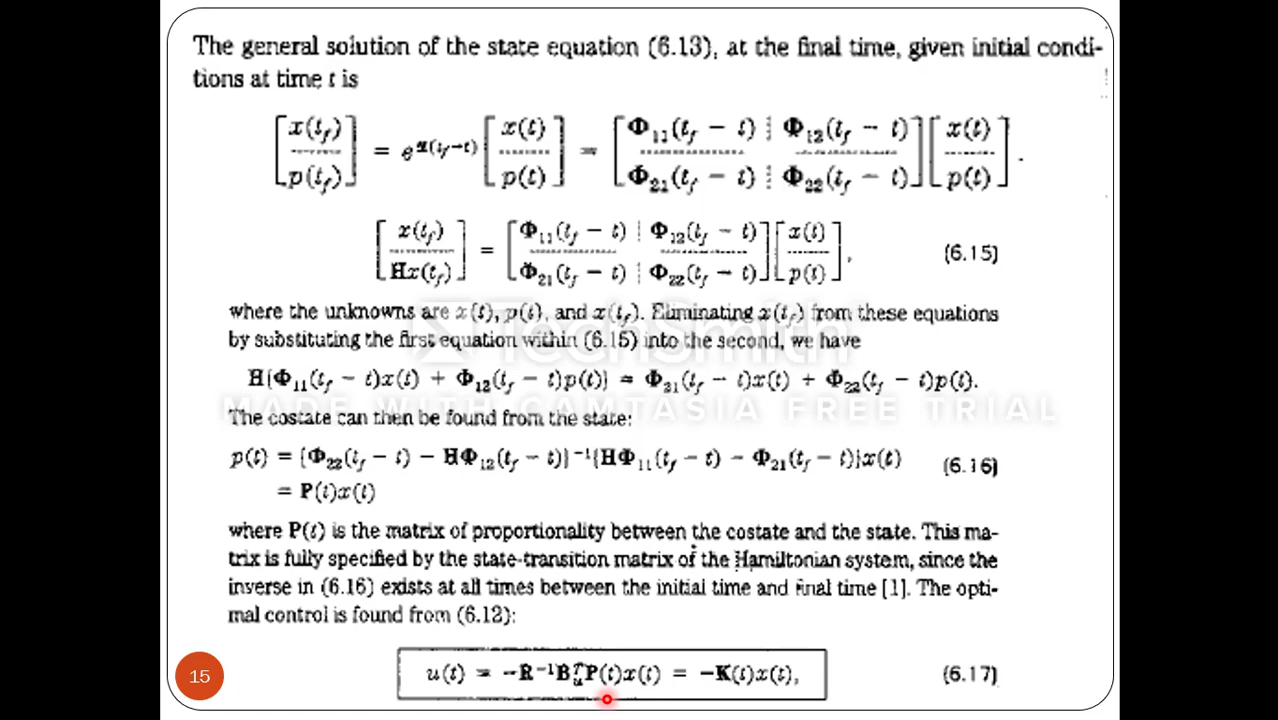 The general solution of the state equation (6.13), at the final time, given initial condi-
tions at time t is
[x(t_f) / p(t_f)] = e^{𝓗(t_f−t)} [x(t) / p(t)] = [Φ₁₁(t_f − t) ⋮ Φ₁₂(t_f − t) / Φ₂₁(t_f − t) ⋮ Φ₂₂(t_f − t)] [x(t) / p(t)].
[x(t_f) / Hx(t_f)] = [Φ₁₁(t_f − t) | Φ₁₂(t_f − t) / Φ₂₁(t_f − t) | Φ₂₂(t_f − t)] [x(t) / p(t)], (6.15)
where the unknowns are x(t), p(t), and x(t_f). Eliminating x(t_f) from these equations
TechSmith
by substituting the first equation within (6.15) into the second, we have
H{Φ₁₁(t_f − t)x(t) + Φ₁₂(t_f − t)p(t)} = Φ₂₁(t_f − t)x(t) + Φ₂₂(t_f − t)p(t).
MADE WITH CAMTASIA FREE TRIAL
The costate can then be found from the state:
p(t) = {Φ₂₂(t_f − t) − HΦ₁₂(t_f − t)}⁻¹{HΦ₁₁(t_f − t) − Φ₂₁(t_f − t)}x(t) (6.16)
= P(t)x(t)
where P(t) is the matrix of proportionality between the costate and the state. This ma-
trix is fully specified by the state-transition matrix of the Hamiltonian system, since the
inverse in (6.16) exists at all times between the initial time and final time [1]. The opti-
mal control is found from (6.12):
u(t) = −R⁻¹BᵤᵀP(t)x(t) = −K(t)x(t), (6.17)
15